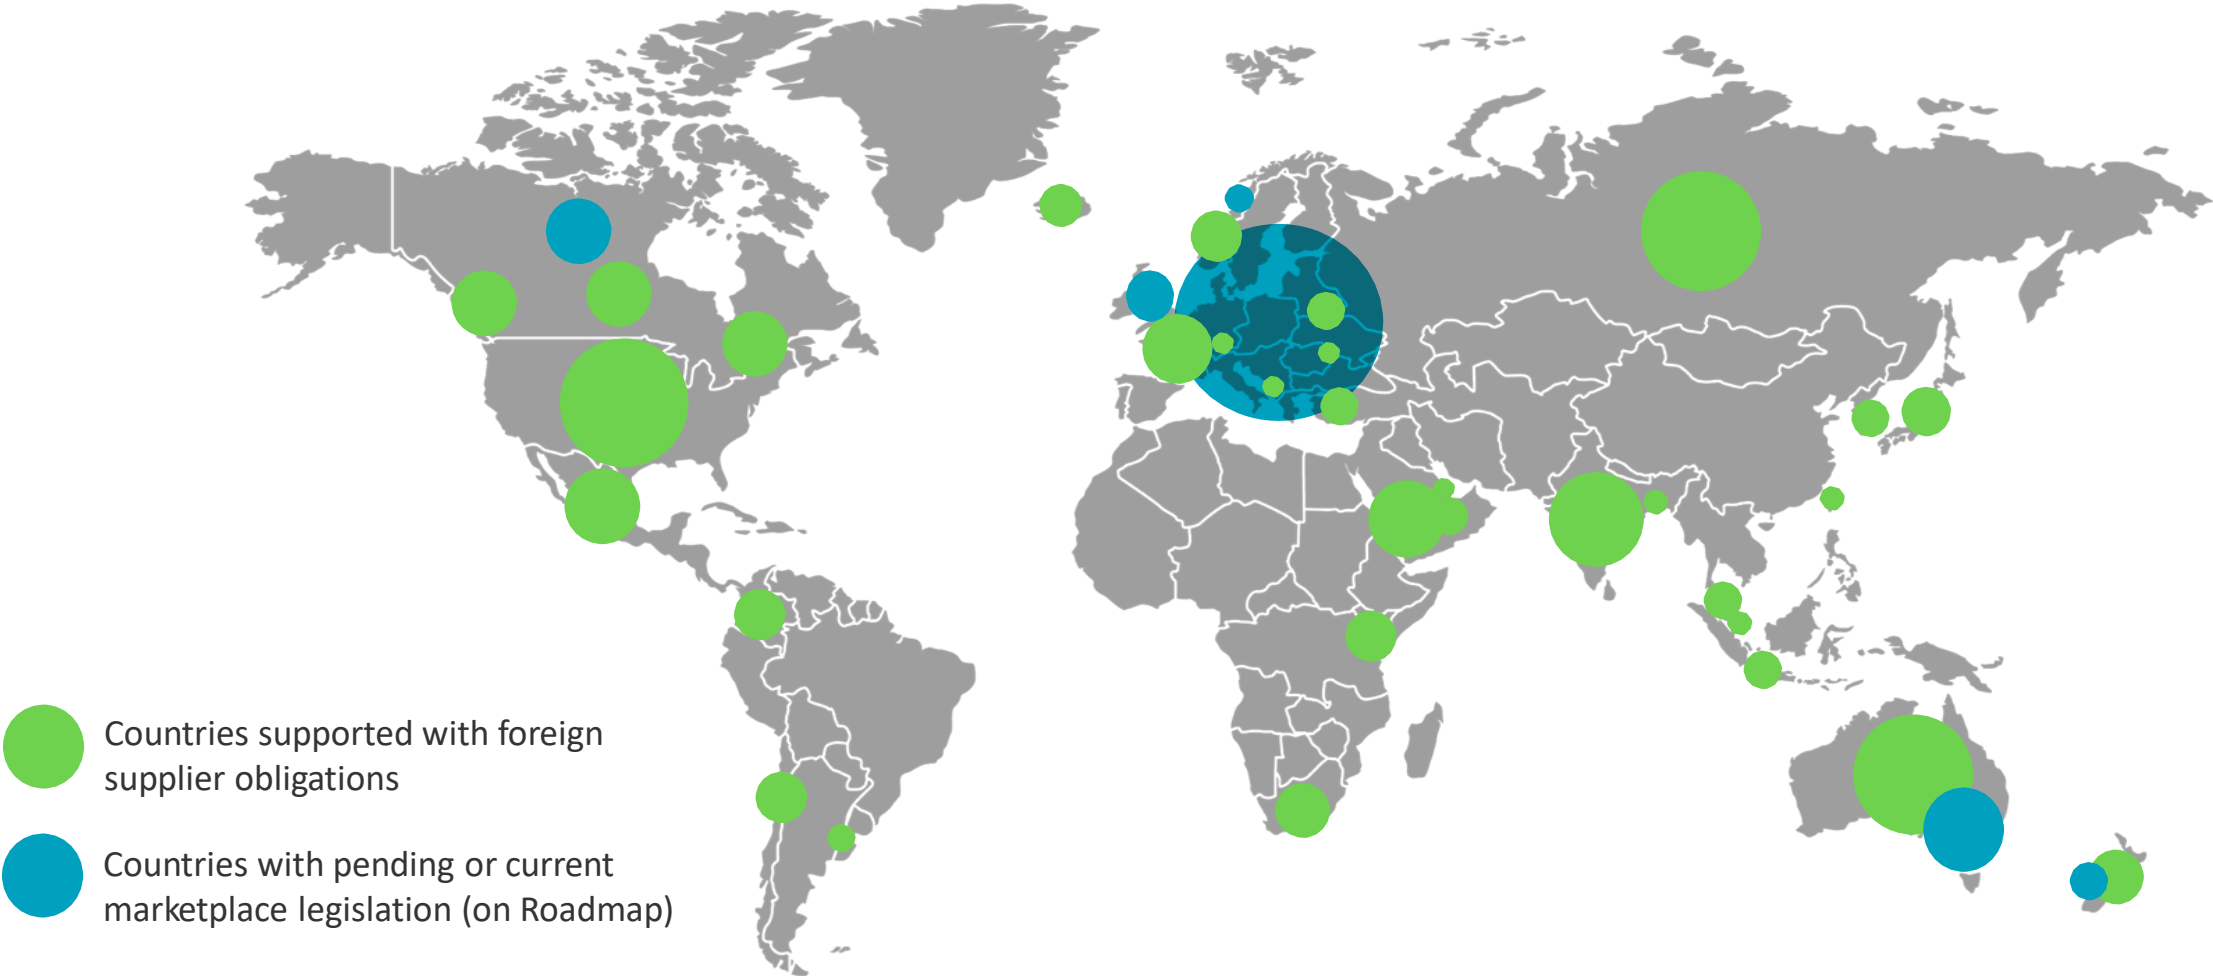 Countries supported with foreign
supplier obligations
Countries with pending or current
marketplace legislation (on Roadmap)